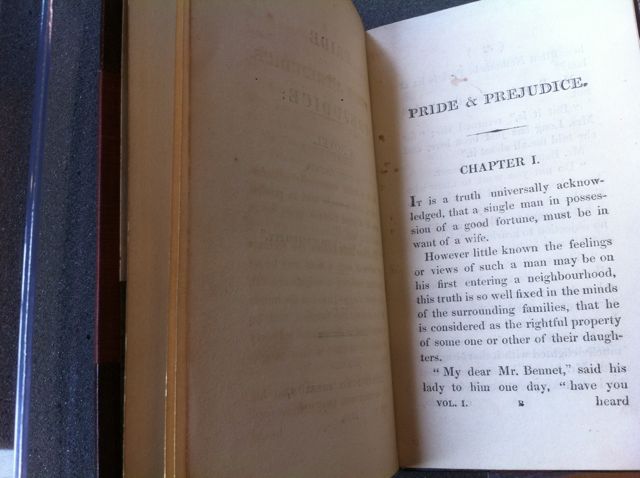 PRIDE & PREJUDICE.
CHAPTER I.
It is a truth universally acknow-
ledged, that a single man in posses-
sion of a good fortune, must be in
want of a wife.
However little known the feelings
or views of such a man may be on
his first entering a neighbourhood,
this truth is so well fixed in the minds
of the surrounding families, that he
is considered as the rightful property
of some one or other of their daugh-
ters.
"My dear Mr. Bennet," said his
lady to him one day, "have you
VOL. I. B heard